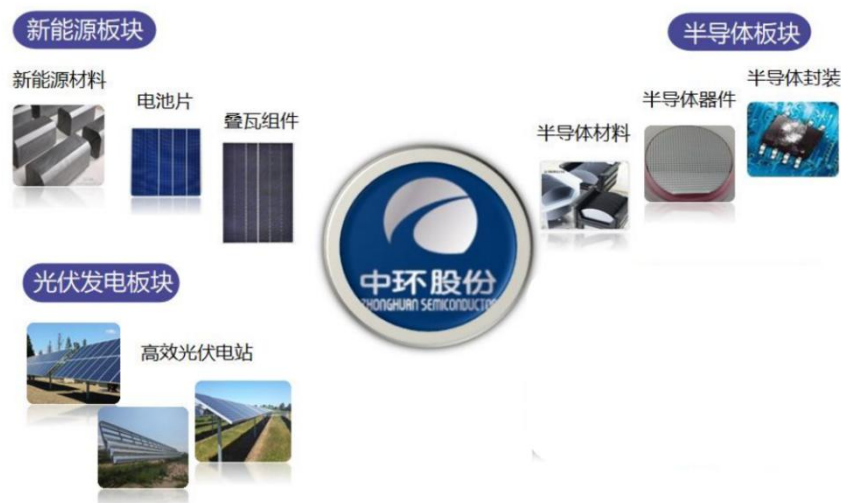 新能源板块
新能源材料
电池片
叠瓦组件
半导体板块
半导体材料
半导体器件
半导体封装
中环股份
ZHONGHUAN SEMICONDUCTOR
光伏发电板块
高效光伏电站